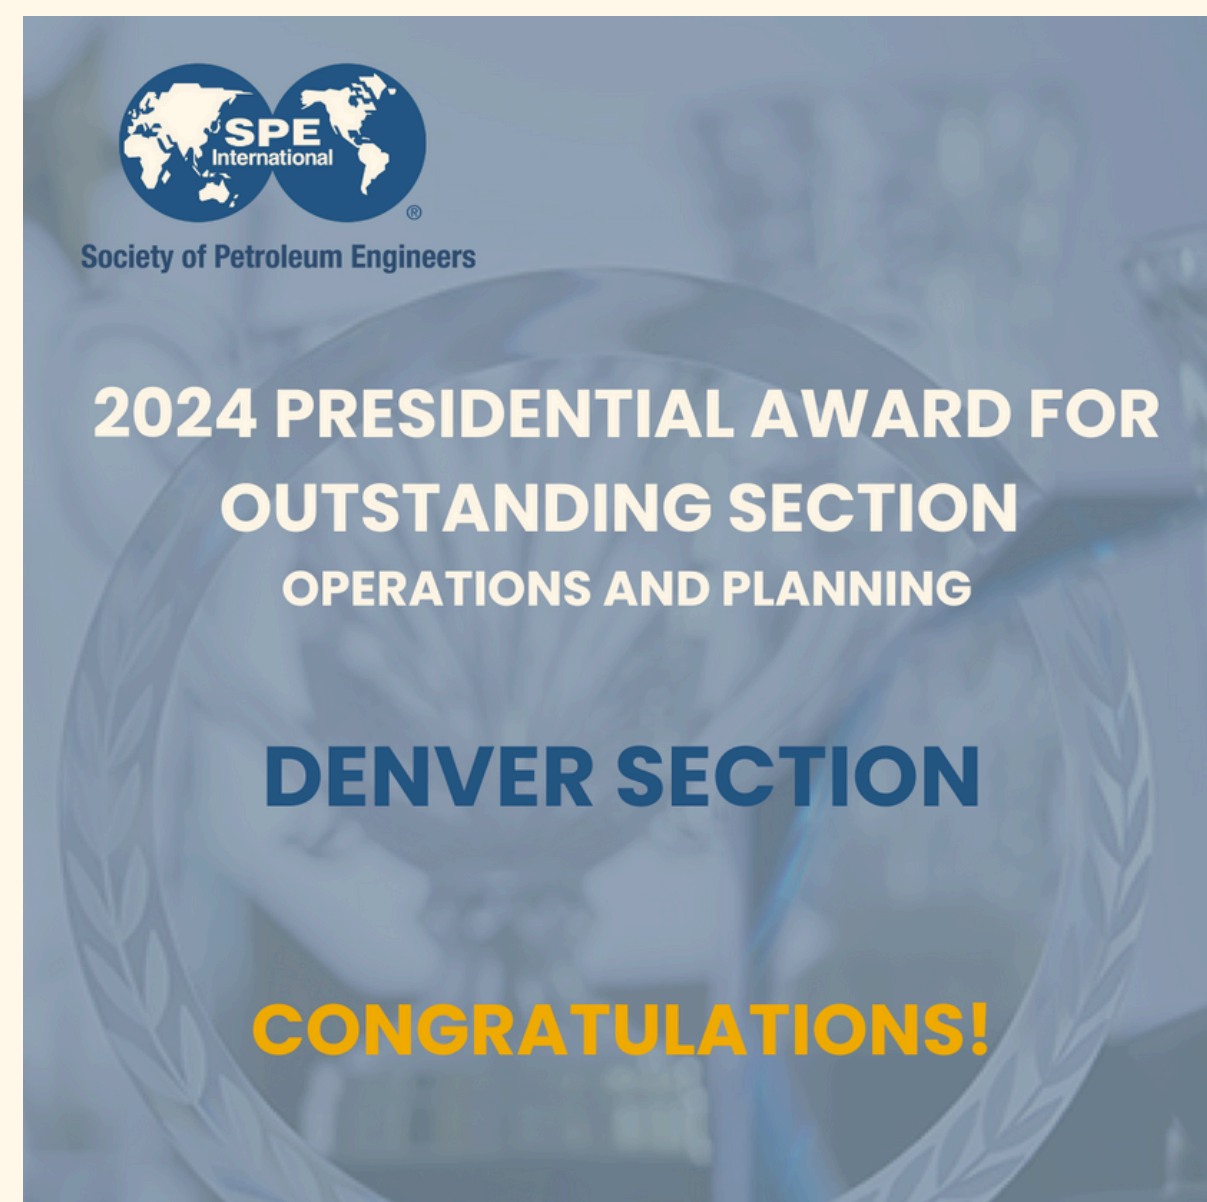 SPE
International
®
Society of Petroleum Engineers
2024 PRESIDENTIAL AWARD FOR
OUTSTANDING SECTION
OPERATIONS AND PLANNING
DENVER SECTION
CONGRATULATIONS!